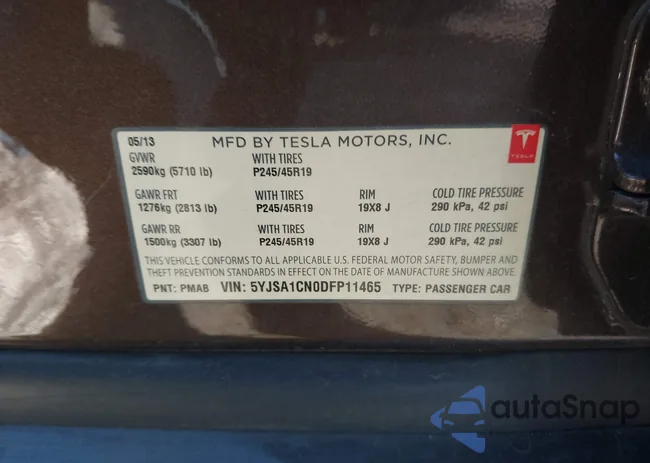 05/13 MFD BY TESLA MOTORS, INC.
GVWR WITH TIRES
2590kg (5710 lb) P245/45R19
GAWR FRT WITH TIRES RIM COLD TIRE PRESSURE
1276kg (2813 lb) P245/45R19 19X8 J 290 kPa, 42 psi
GAWR RR WITH TIRES RIM COLD TIRE PRESSURE
1500kg (3307 lb) P245/45R19 19X8 J 290 kPa, 42 psi
THIS VEHICLE CONFORMS TO ALL APPLICABLE U.S. FEDERAL MOTOR SAFETY, BUMPER AND
THEFT PREVENTION STANDARDS IN EFFECT ON THE DATE OF MANUFACTURE SHOWN ABOVE.
PNT: PMAB VIN: 5YJSA1CN0DFP11465 TYPE: PASSENGER CAR
TESLA
autoSnap